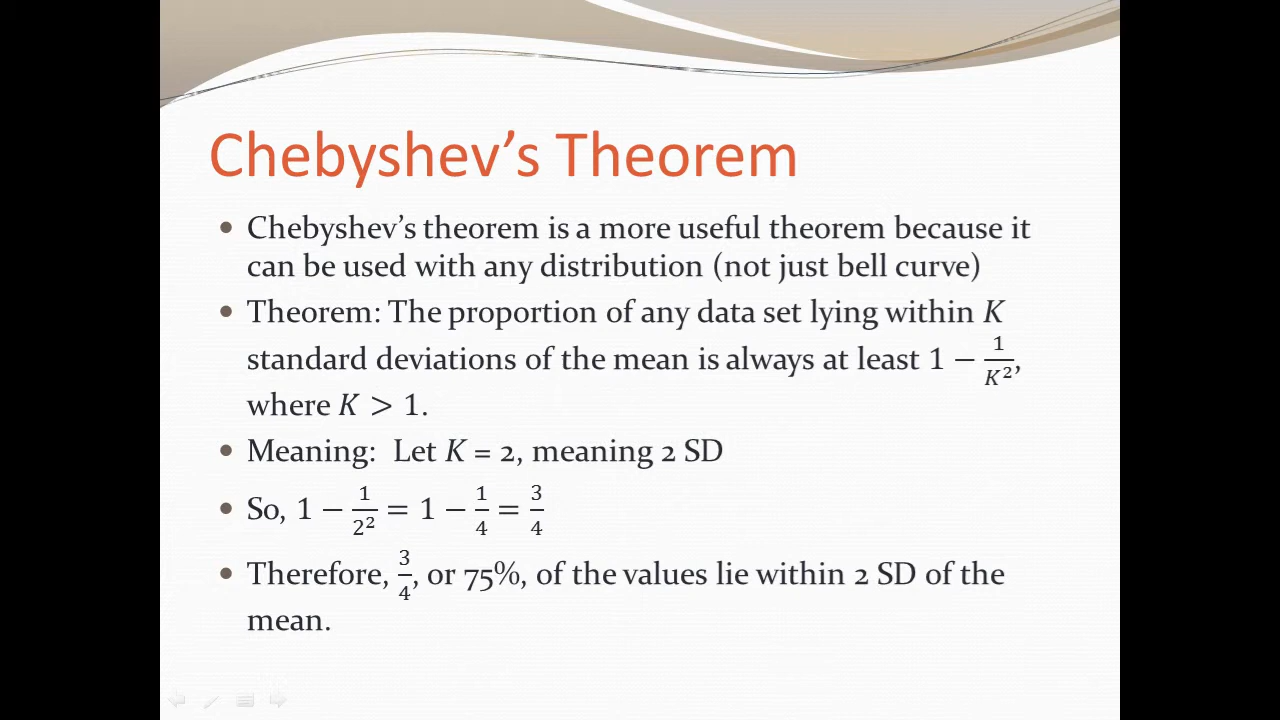 Chebyshev’s Theorem
• Chebyshev’s theorem is a more useful theorem because it
can be used with any distribution (not just bell curve)
• Theorem: The proportion of any data set lying within K
standard deviations of the mean is always at least 1 − 1/K²,
where K > 1.
• Meaning:  Let K = 2, meaning 2 SD
• So, 1 − 1/2² = 1 − 1/4 = 3/4
• Therefore, 3/4, or 75%, of the values lie within 2 SD of the
mean.